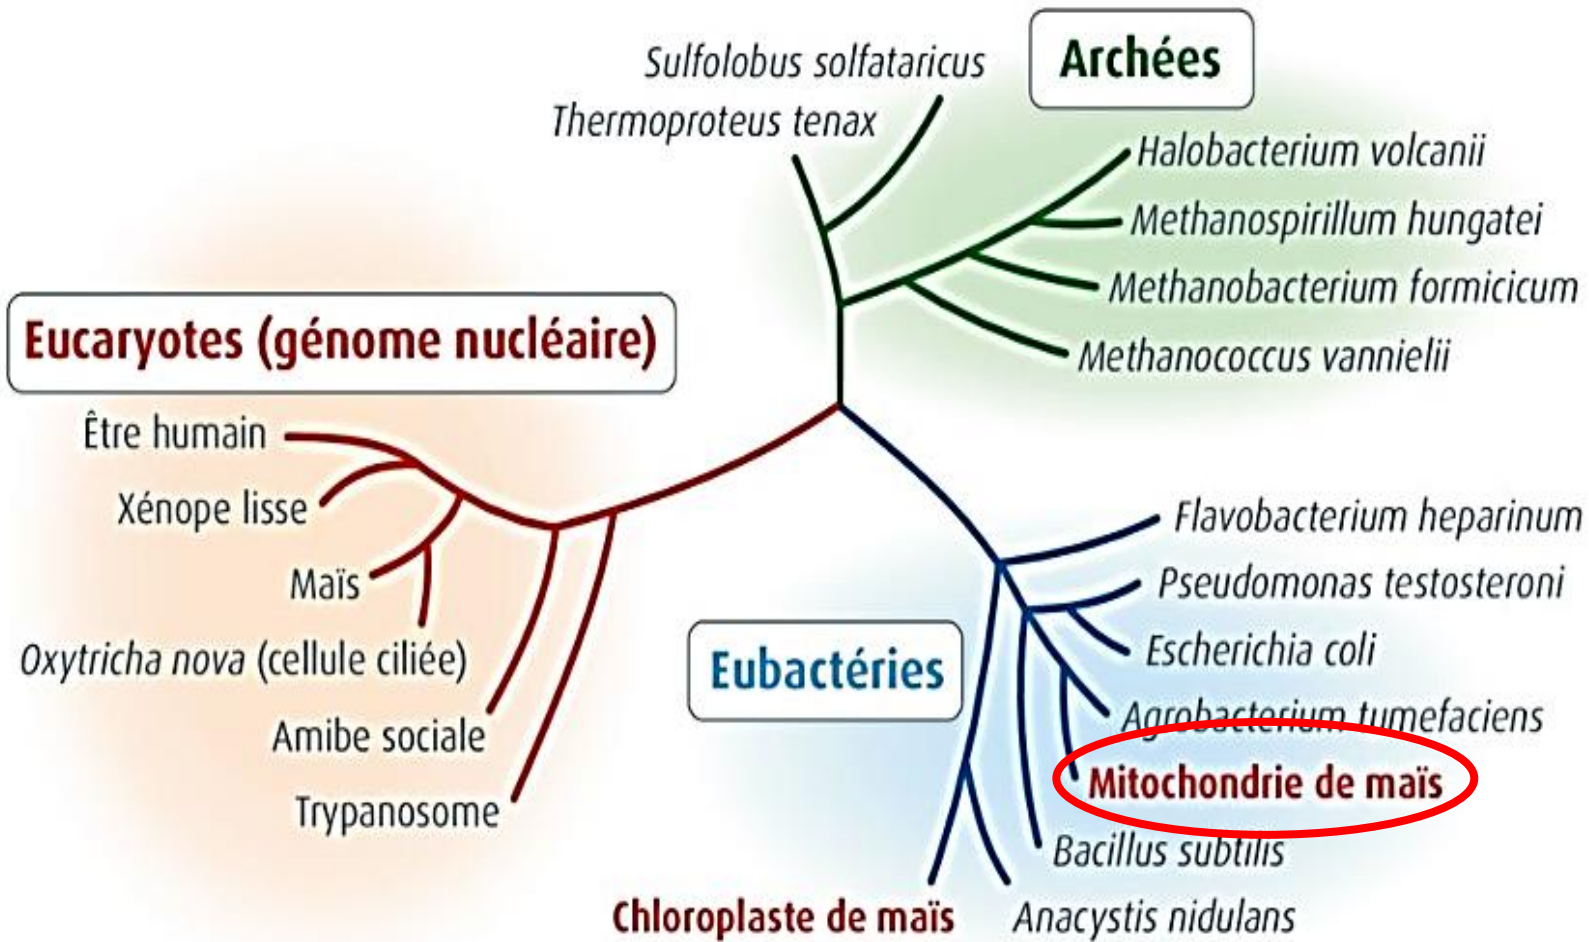 Sulfolobus solfataricus
Archées
Thermoproteus tenax
Halobacterium volcanii
Methanospirillum hungatei
Methanobacterium formicicum
Methanococcus vannielii
Eucaryotes (génome nucléaire)
Être humain
Xénope lisse
Maïs
Oxytricha nova (cellule ciliée)
Amibe sociale
Trypanosome
Flavobacterium heparinum
Pseudomonas testosteroni
Escherichia coli
Eubactéries
Agrobacterium tumefaciens
Mitochondrie de maïs
Bacillus subtilis
Chloroplaste de maïs
Anacystis nidulans